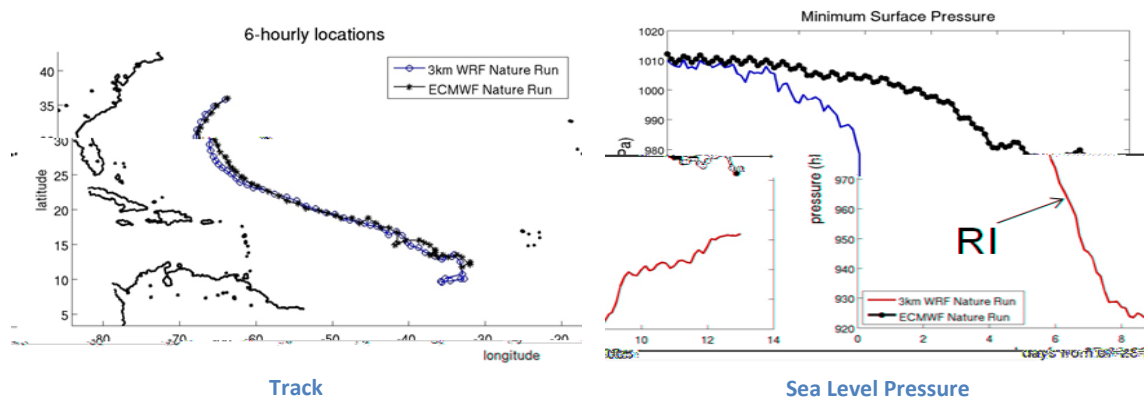 6-hourly locations
3km WRF Nature Run
ECMWF Nature Run
40
35
30
25
20
15
10
5
latitude
-80 -70 -60 -50 -40 -30 -20
longitude
Track
Minimum Surface Pressure
1020
1010
1000
990
980
970
960
950
940
930
920
pressure (h
Pa)
RI
3km WRF Nature Run
ECMWF Nature Run
10 12 14 0 2 4 6 8
days from
Sea Level Pressure